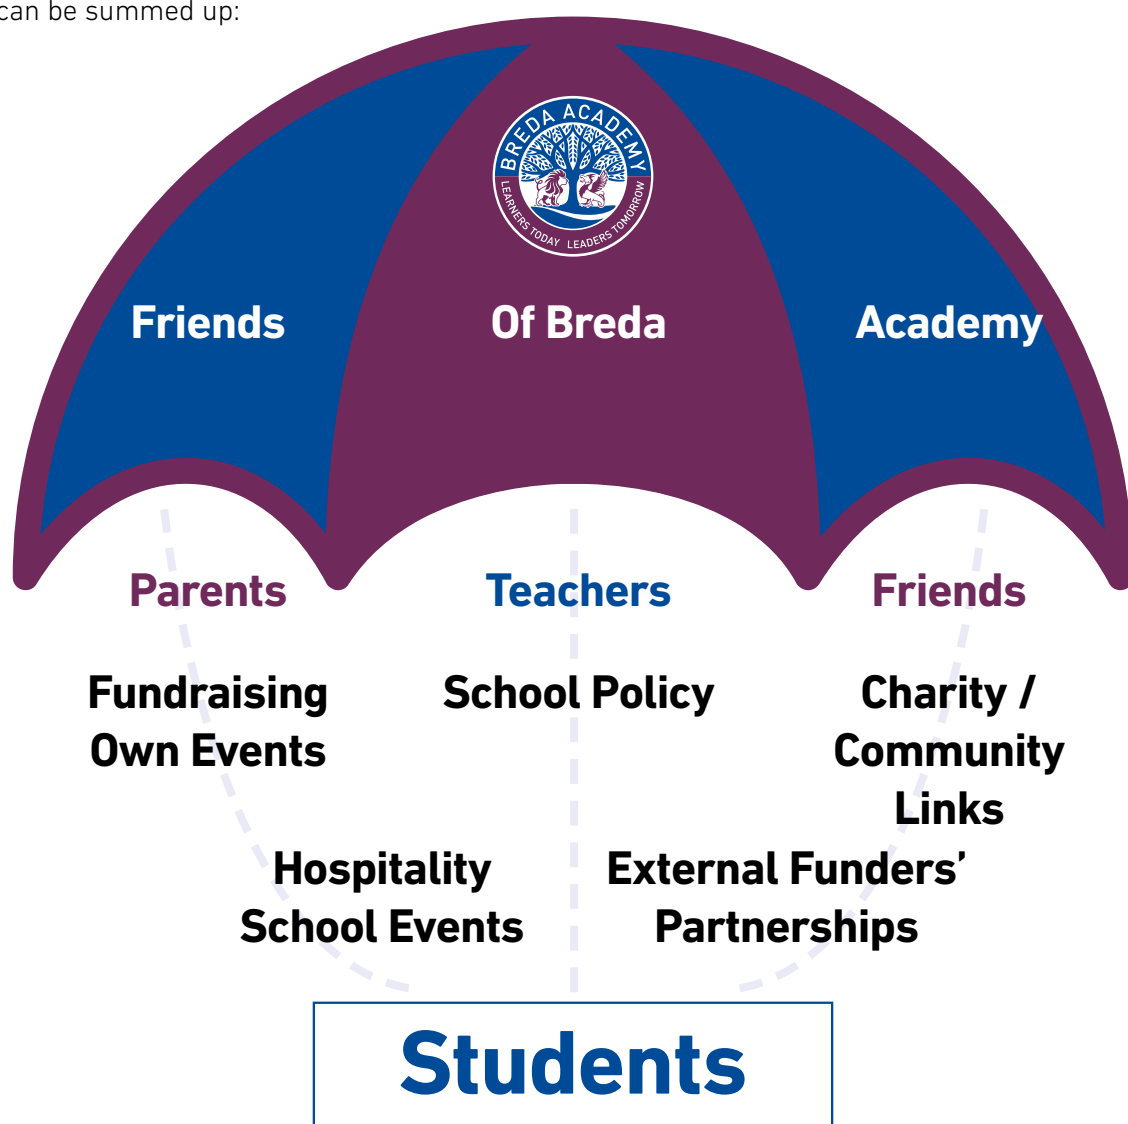 can be summed up:
BREDA ACADEMY
LEARNERS TODAY LEADERS TOMORROW
Friends
Of Breda
Academy
Parents
Teachers
Friends
Fundraising
Own Events
School Policy
Charity /
Community
Links
Hospitality
School Events
External Funders’
Partnerships
Students